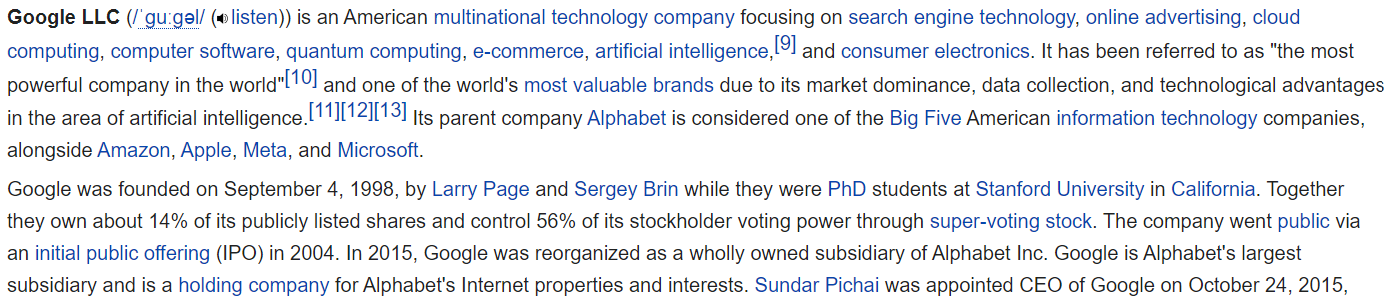 Google LLC (/ˈɡuːɡəl/ (listen)) is an American multinational technology company focusing on search engine technology, online advertising, cloud
computing, computer software, quantum computing, e-commerce, artificial intelligence,[9] and consumer electronics. It has been referred to as "the most
powerful company in the world"[10] and one of the world's most valuable brands due to its market dominance, data collection, and technological advantages
in the area of artificial intelligence.[11][12][13] Its parent company Alphabet is considered one of the Big Five American information technology companies,
alongside Amazon, Apple, Meta, and Microsoft.
Google was founded on September 4, 1998, by Larry Page and Sergey Brin while they were PhD students at Stanford University in California. Together
they own about 14% of its publicly listed shares and control 56% of its stockholder voting power through super-voting stock. The company went public via
an initial public offering (IPO) in 2004. In 2015, Google was reorganized as a wholly owned subsidiary of Alphabet Inc. Google is Alphabet's largest
subsidiary and is a holding company for Alphabet's Internet properties and interests. Sundar Pichai was appointed CEO of Google on October 24, 2015,